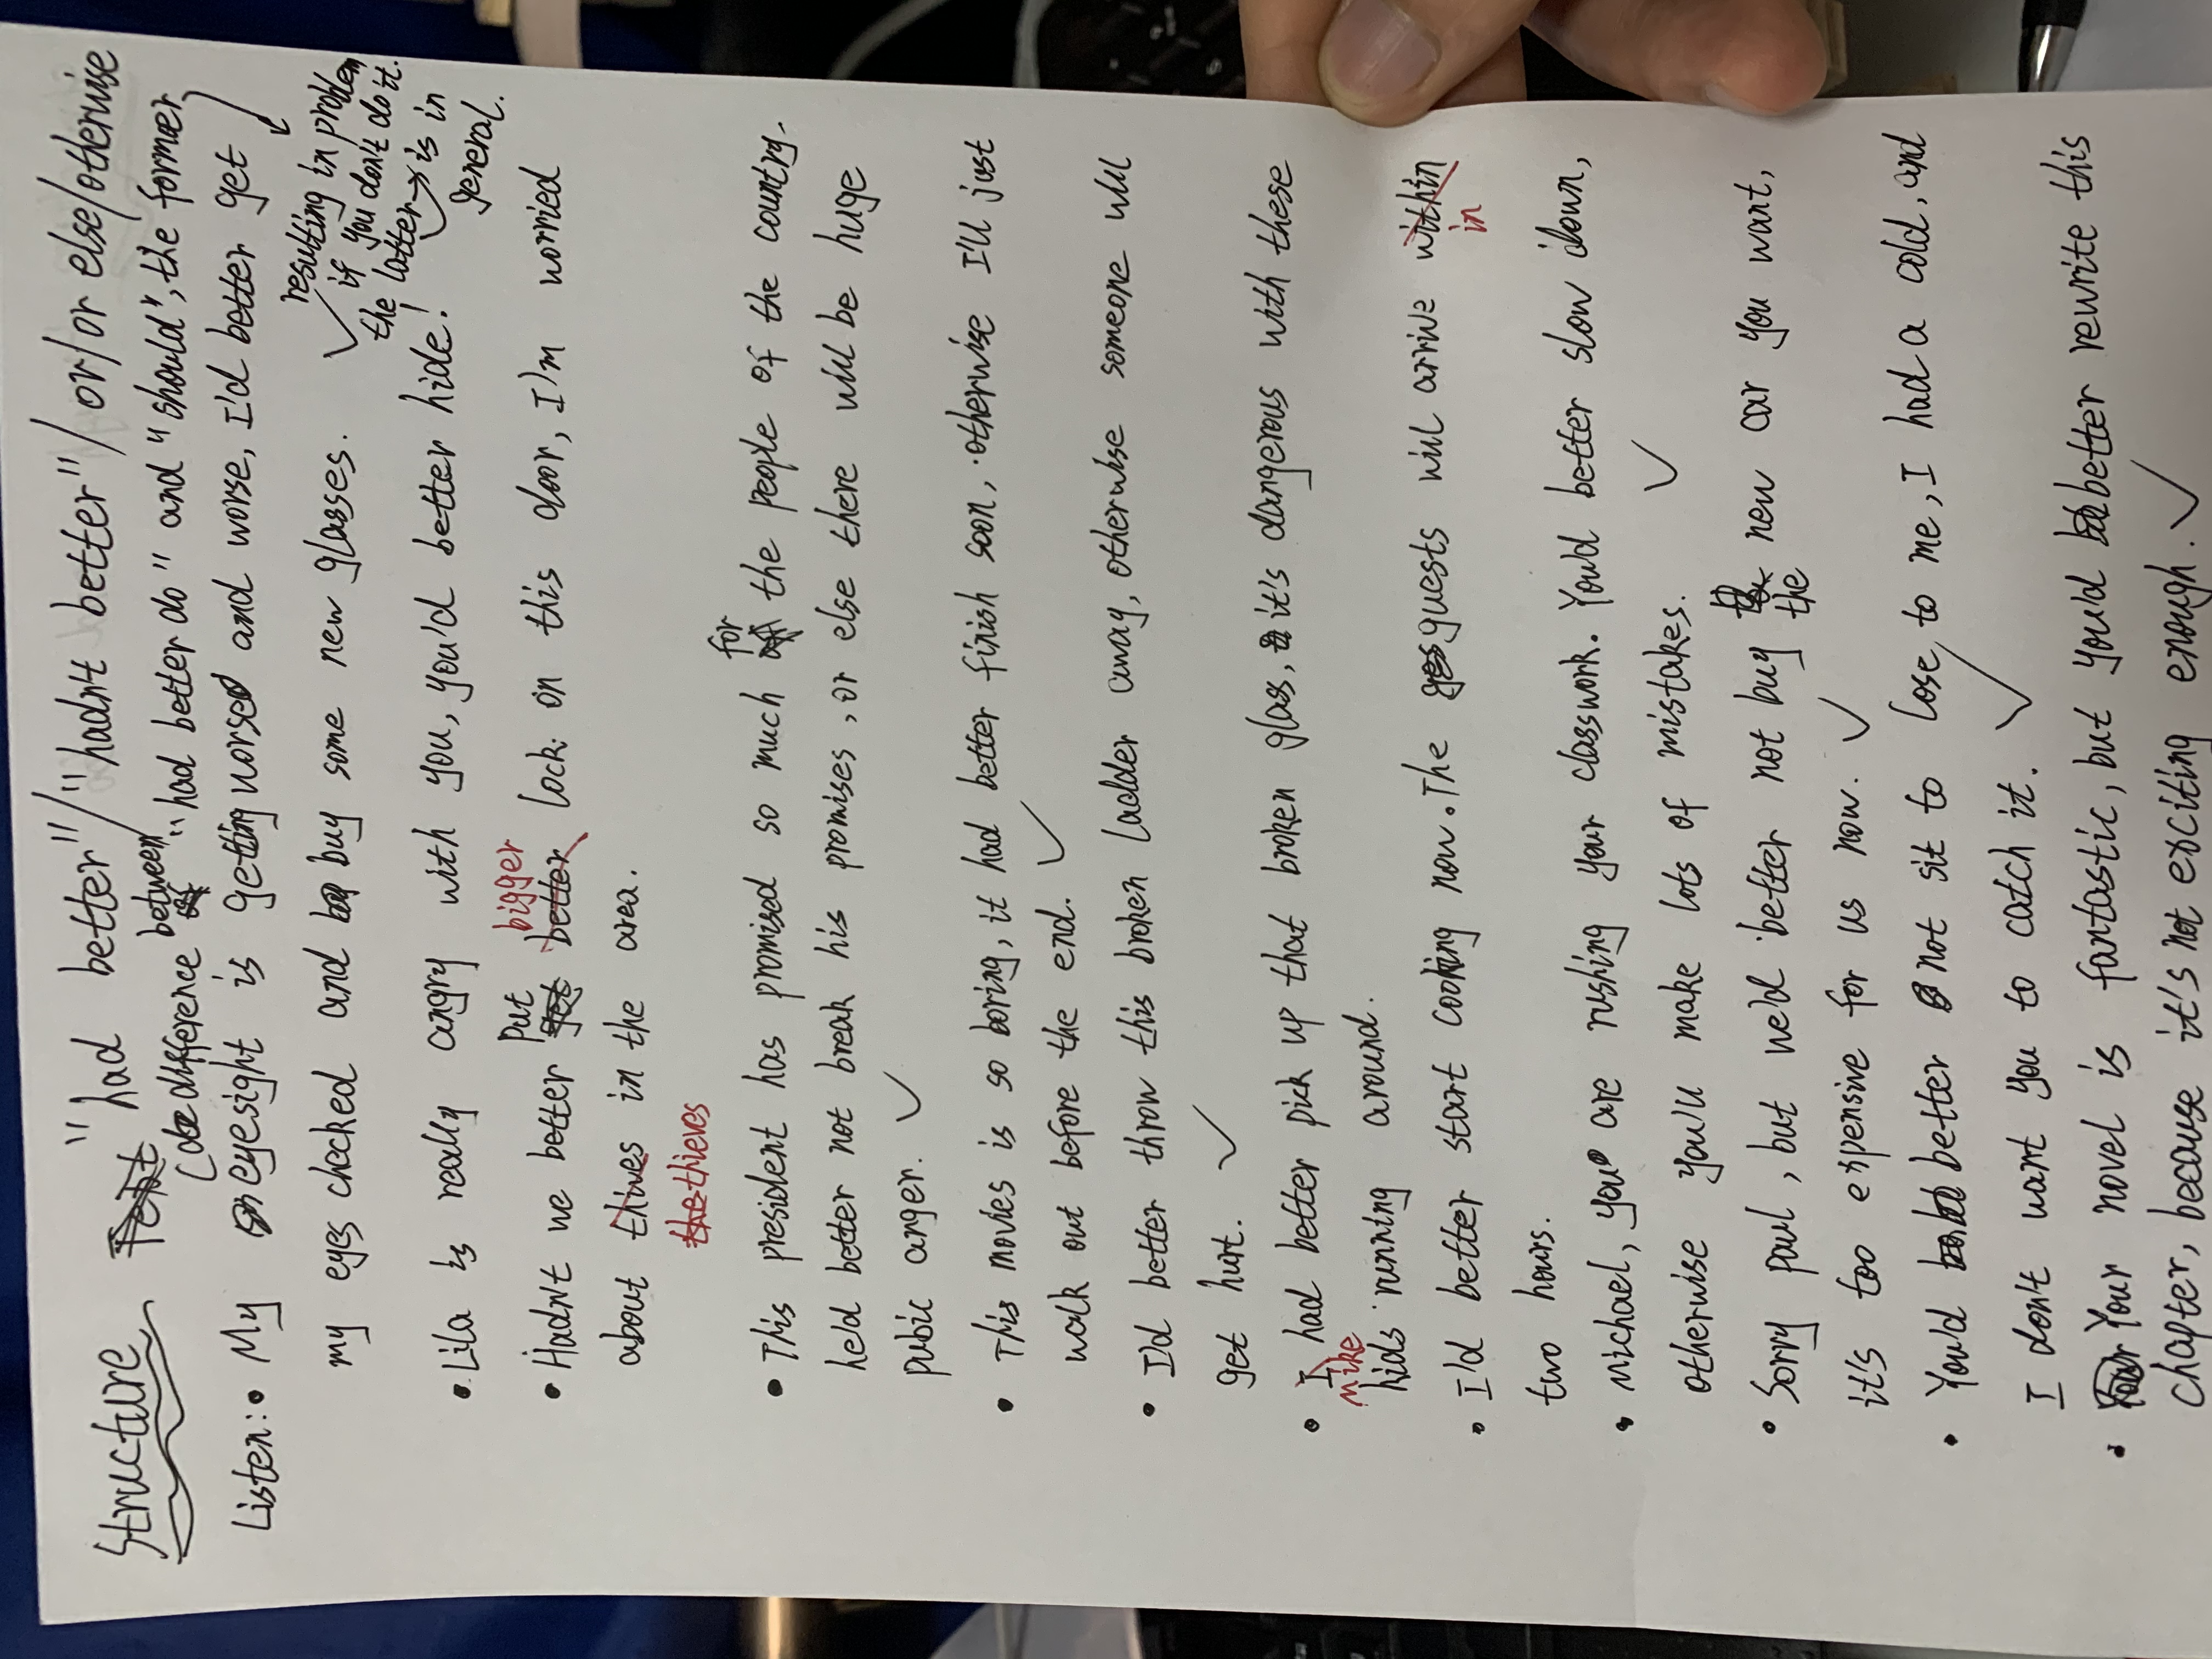 Structure "had better"/"hadn't better"/ or/or else/otherwise
(difference between "had better do" and "should", the former
resulting in problem
if you don't do it.
the latter → is in
general.
Listen: • My eyesight is getting worse and worse, I'd better get
my eyes checked and buy some new glasses. ✓
• Lila is really angry with you, you'd better hide! ✓
put bigger
• Hadn't we better get better lock on this door, I'm worried
about thives in the area.
the thieves
for
• This president has promised so much of the people of the country.
he'd better not break his promises, or else there will be huge
pubic anger. ✓
• This movies is so boring, it had better finish soon, otherwise I'll just
walk out before the end. ✓
• I'd better throw this broken ladder away, otherwise someone will
get hurt. ✓
• I had better pick up that broken glass, it's dangerous with these
Mike
kids running around.
• I'd better start cooking now. The guests will arrive within
in
two hours.
• Michael, you are rushing your classwork. You'd better slow down,
otherwise you'll make lots of mistakes. ✓
• Sorry paul, but we'd better not buy new car you want,
the
it's too expensive for us now. ✓
• You'd better not sit to lose to me, I had a cold, and
I don't want you to catch it. ✓
• Your novel is fantastic, but you'd better rewrite this
chapter, because it's not exciting enough. ✓